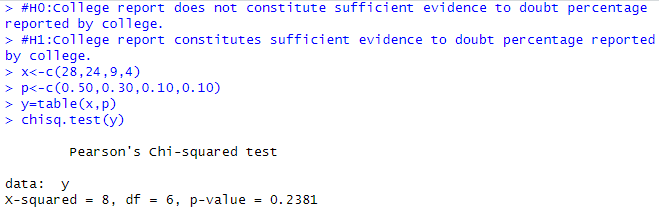 > #H0:College report does not constitute sufficient evidence to doubt percentage
reported by college.
> #H1:College report constitutes sufficient evidence to doubt percentage reported
by college.
> x<-c(28,24,9,4)
> p<-c(0.50,0.30,0.10,0.10)
> y=table(x,p)
> chisq.test(y)
Pearson's Chi-squared test
data:  y
X-squared = 8, df = 6, p-value = 0.2381